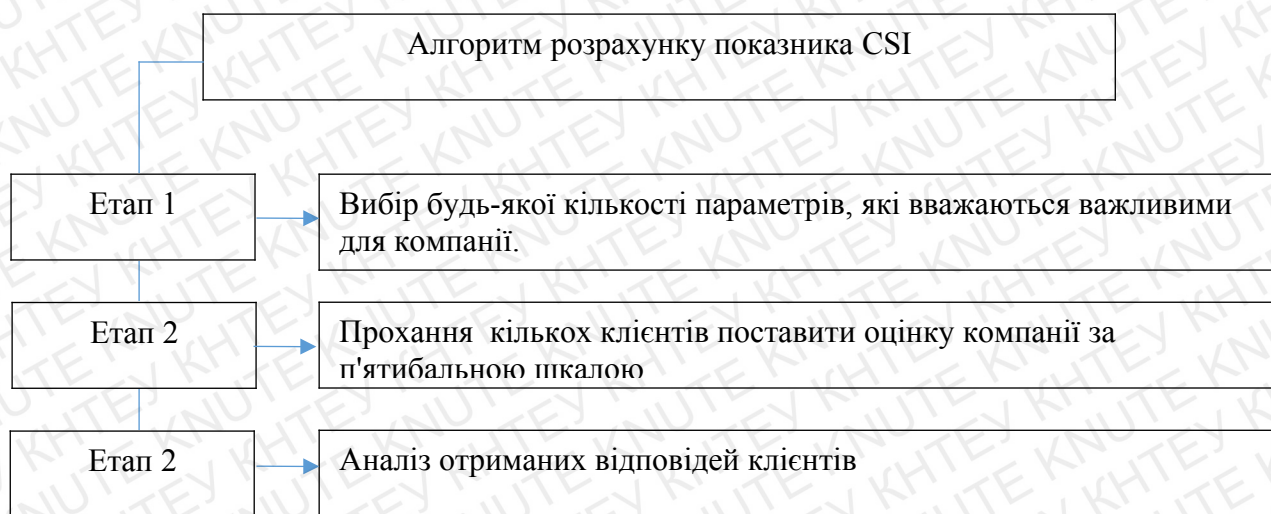 Алгоритм розрахунку показника CSI
Етап 1
Вибір будь-якої кількості параметрів, які вважаються важливими
для компанії.
Етап 2
Прохання кількох клієнтів поставити оцінку компанії за
п'ятибальною шкалою
Етап 2
Аналіз отриманих відповідей клієнтів